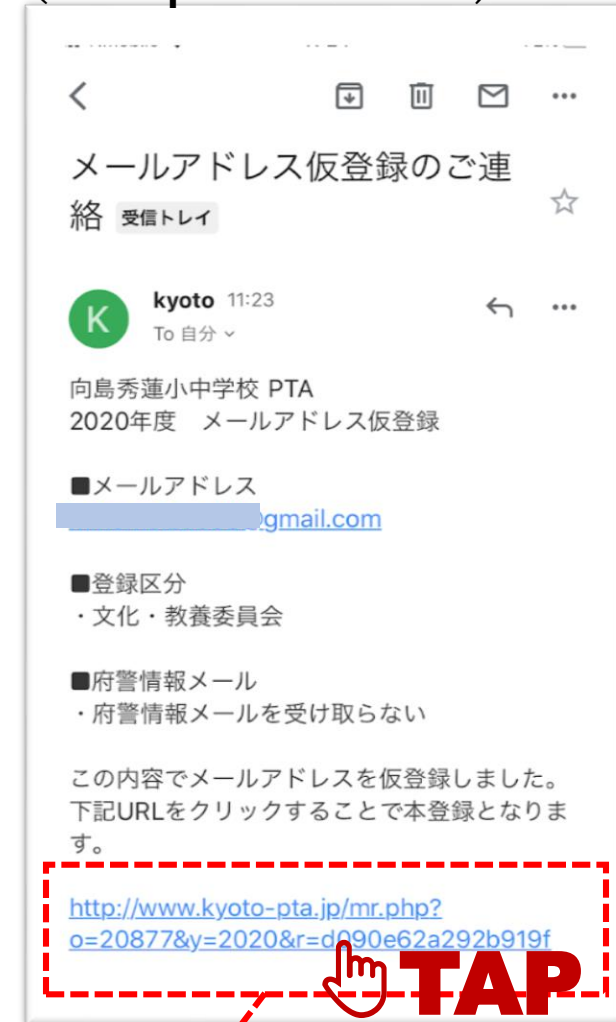 メールアドレス仮登録のご連
絡 受信トレイ
K
kyoto 11:23
To 自分
向島秀蓮小中学校 PTA
2020年度　メールアドレス仮登録
■メールアドレス
@gmail.com
■登録区分
・文化・教養委員会
■府警情報メール
・府警情報メールを受け取らない
この内容でメールアドレスを仮登録しました。
下記URLをクリックすることで本登録となりま
す。
http://www.kyoto-pta.jp/mr.php?
o=20877&y=2020&r=d090e62a292b919f
TAP